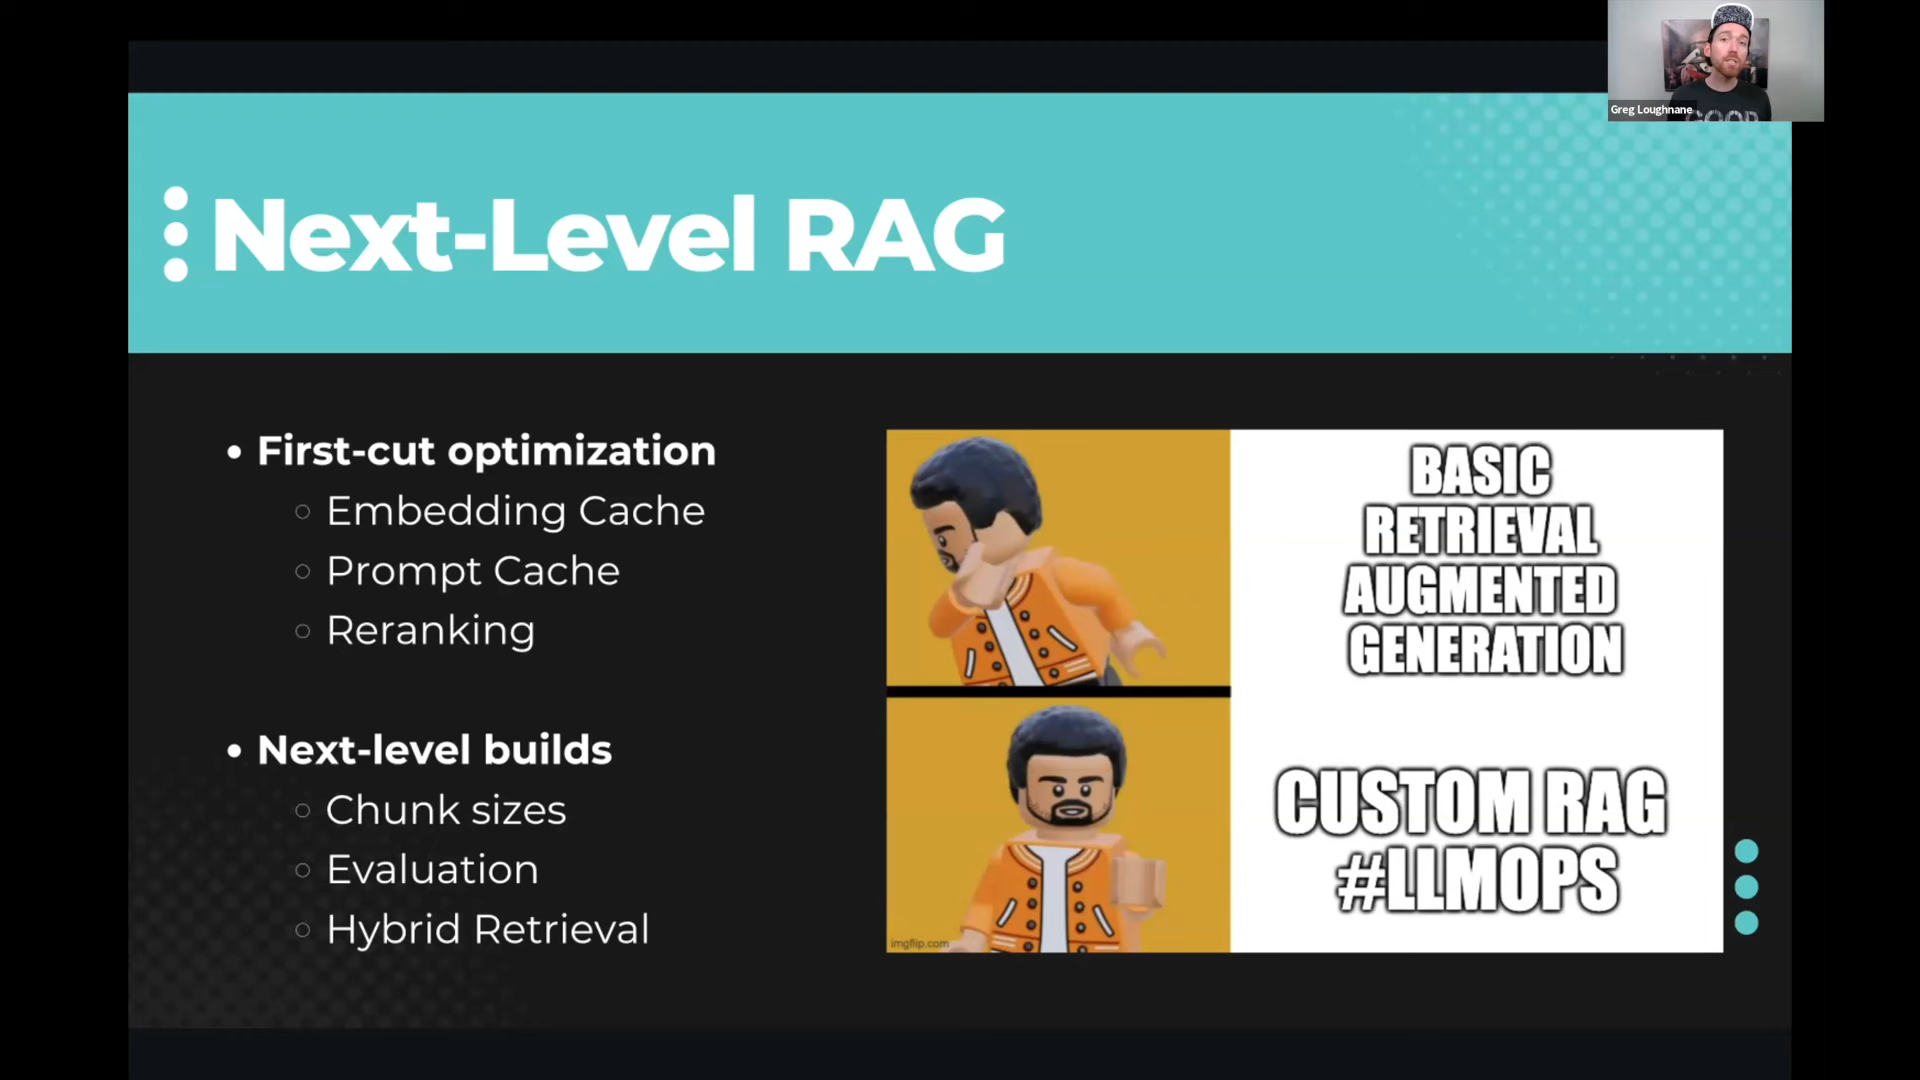 Greg Loughnane
Next-Level RAG
• First-cut optimization
○ Embedding Cache
○ Prompt Cache
○ Reranking
• Next-level builds
○ Chunk sizes
○ Evaluation
○ Hybrid Retrieval
BASIC
RETRIEVAL
AUGMENTED
GENERATION
CUSTOM RAG
#LLMOPS
imgflip.com